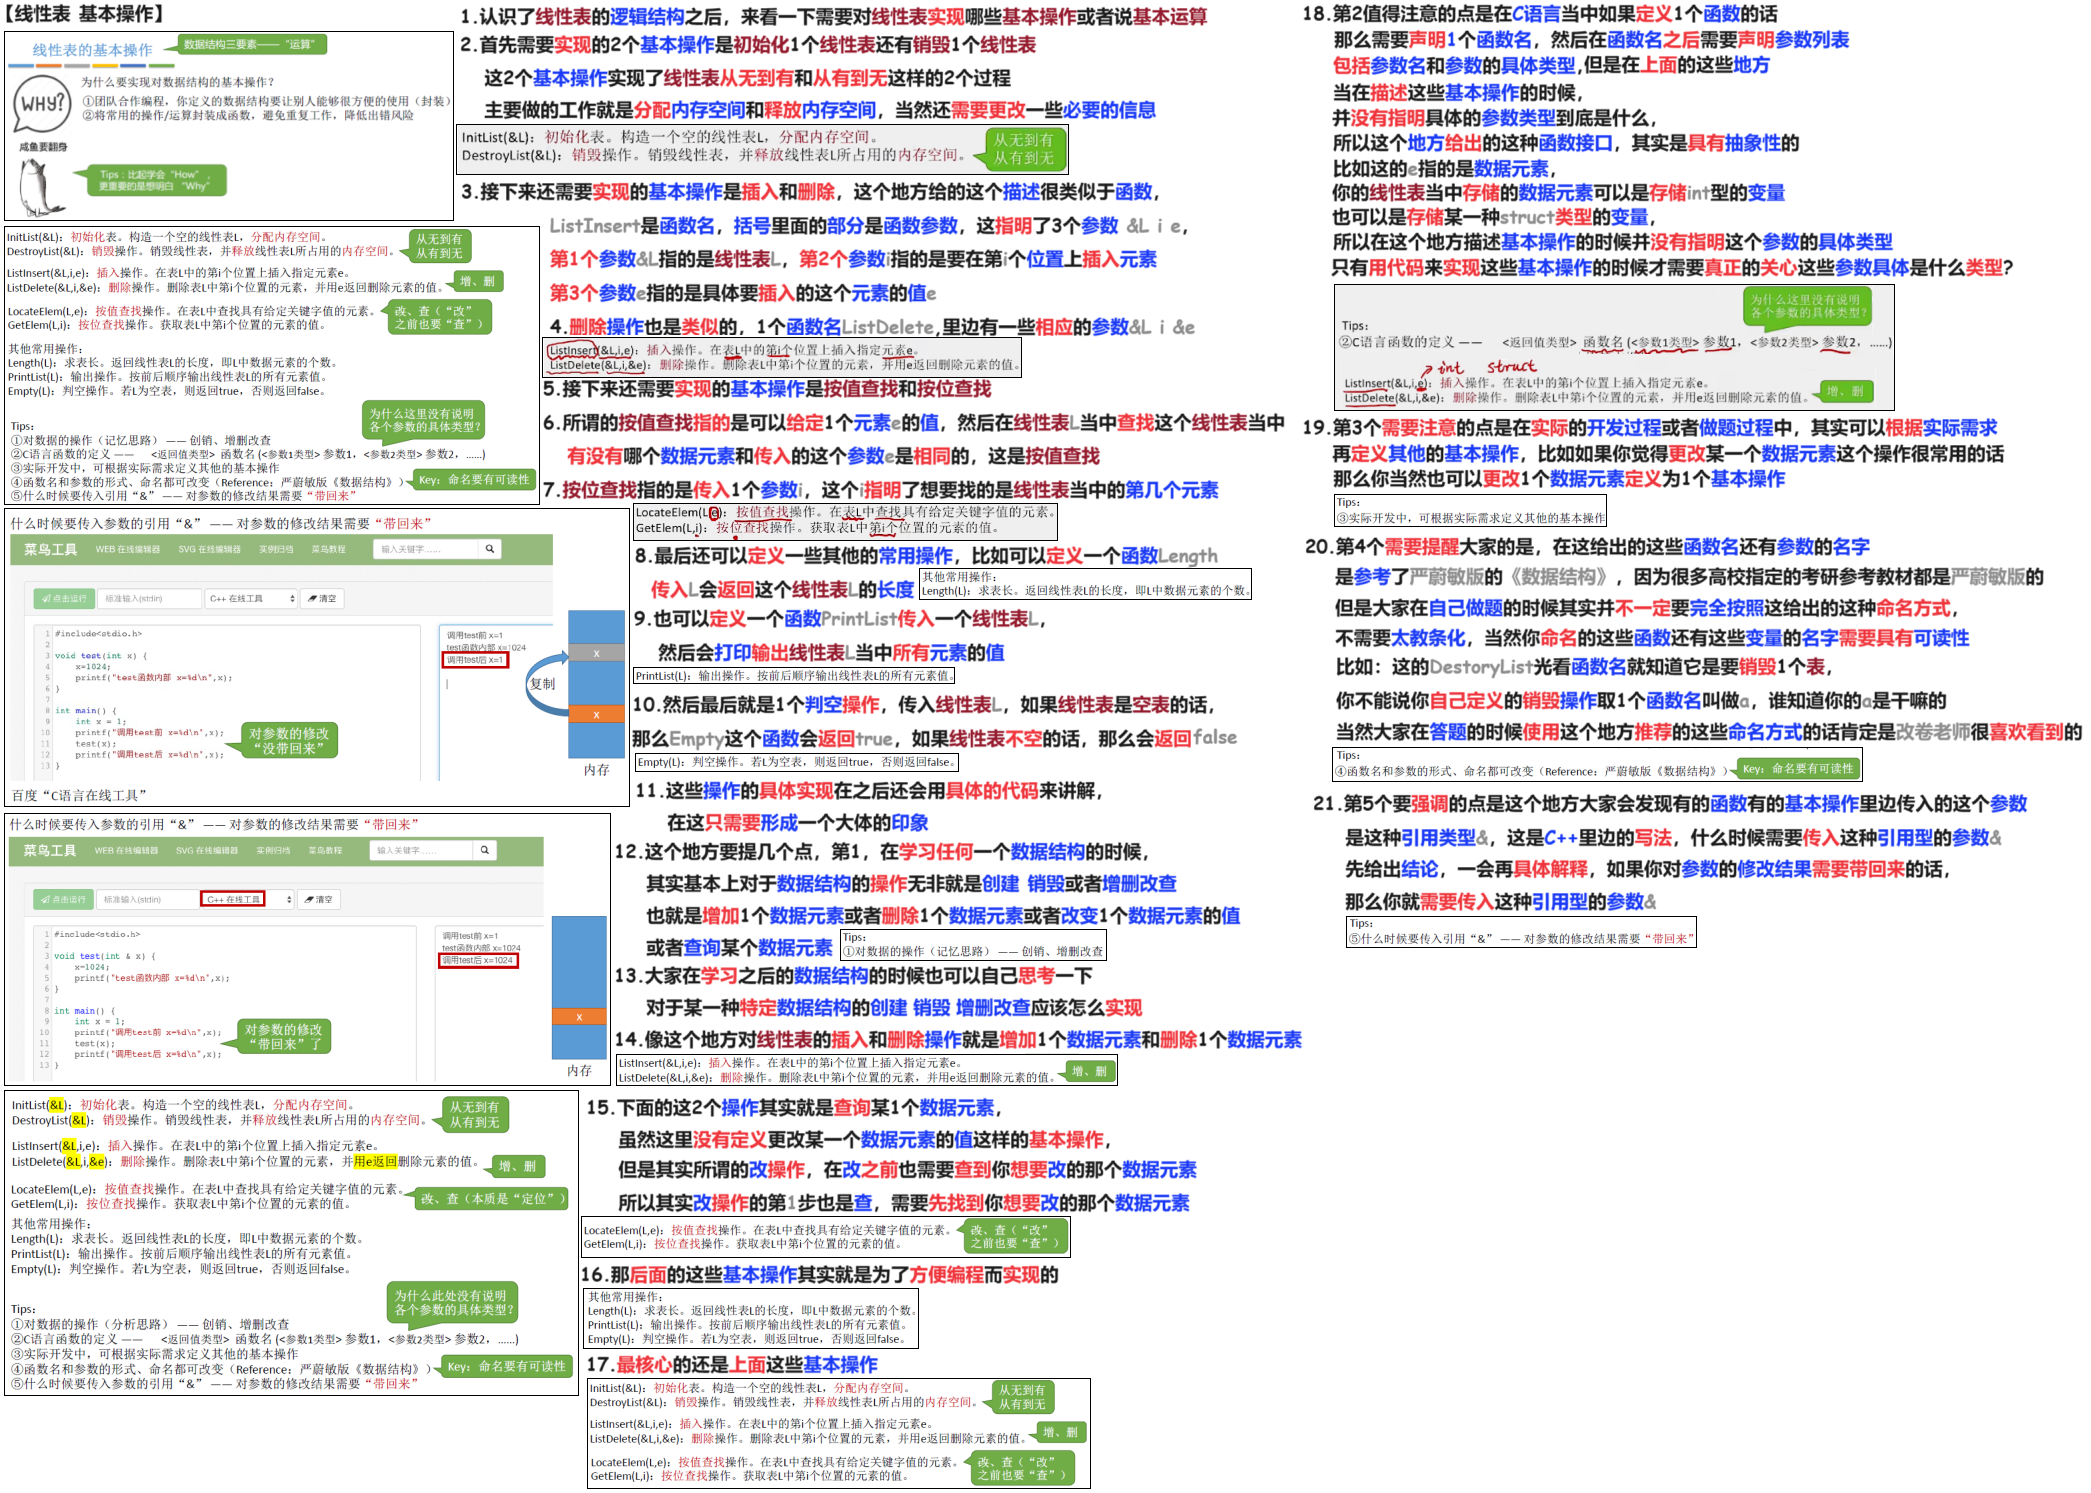 【线性表 基本操作】
线性表的基本操作
数据结构三要素——“运算”
WHY?
为什么要实现对数据结构的基本操作?
①团队合作编程，你定义的数据结构要让别人能够很方便的使用（封装）
②将常用的操作/运算封装成函数，避免重复工作，降低出错风险
咸鱼要翻身
Tips：比起学会“How”，
更重要的是想明白“Why”
InitList(&L)：初始化表。构造一个空的线性表L，分配内存空间。
DestroyList(&L)：销毁操作。销毁线性表，并释放线性表L所占用的内存空间。
从无到有
从有到无
ListInsert(&L,i,e)：插入操作。在表L中的第i个位置上插入指定元素e。
ListDelete(&L,i,&e)：删除操作。删除表L中第i个位置的元素，并用e返回删除元素的值。
增、删
LocateElem(L,e)：按值查找操作。在表L中查找具有给定关键字值的元素。
GetElem(L,i)：按位查找操作。获取表L中第i个位置的元素的值。
改、查（“改”
之前也要“查”）
其他常用操作：
Length(L)：求表长。返回线性表L的长度，即L中数据元素的个数。
PrintList(L)：输出操作。按前后顺序输出线性表L的所有元素值。
Empty(L)：判空操作。若L为空表，则返回true，否则返回false。
为什么这里没有说明
各个参数的具体类型?
Tips：
①对数据的操作（记忆思路） —— 创销、增删改查
②C语言函数的定义 —— <返回值类型> 函数名 (<参数1类型> 参数1，<参数2类型> 参数2，……)
③实际开发中，可根据实际需求定义其他的基本操作
④函数名和参数的形式、命名都可改变（Reference：严蔚敏版《数据结构》）
Key：命名要有可读性
⑤什么时候要传入引用“&” —— 对参数的修改结果需要“带回来”
什么时候要传入参数的引用“&” —— 对参数的修改结果需要“带回来”
菜鸟工具 WEB 在线编辑器 SVG 在线编辑器 实例归档 菜鸟教程 输入关键字……
点击运行 标准输入(stdin) C++ 在线工具 清空
1 #include<stdio.h>
2
3 void test(int x) {
4 x=1024;
5 printf("test函数内部 x=%d\n",x);
6 }
7
8 int main() {
9 int x = 1;
10 printf("调用test前 x=%d\n",x);
11 test(x);
12 printf("调用test后 x=%d\n",x);
13 }
对参数的修改
“没带回来”
调用test前 x=1
test函数内部 x=1024
调用test后 x=1
x
复制
x
内存
百度“C语言在线工具”
什么时候要传入参数的引用“&” —— 对参数的修改结果需要“带回来”
菜鸟工具 WEB 在线编辑器 SVG 在线编辑器 实例归档 菜鸟教程 输入关键字……
点击运行 标准输入(stdin) C++ 在线工具 清空
1 #include<stdio.h>
2
3 void test(int & x) {
4 x=1024;
5 printf("test函数内部 x=%d\n",x);
6 }
7
8 int main() {
9 int x = 1;
10 printf("调用test前 x=%d\n",x);
11 test(x);
12 printf("调用test后 x=%d\n",x);
13 }
对参数的修改
“带回来”了
调用test前 x=1
test函数内部 x=1024
调用test后 x=1024
x
内存
InitList(&L)：初始化表。构造一个空的线性表L，分配内存空间。
DestroyList(&L)：销毁操作。销毁线性表，并释放线性表L所占用的内存空间。
从无到有
从有到无
ListInsert(&L,i,e)：插入操作。在表L中的第i个位置上插入指定元素e。
ListDelete(&L,i,&e)：删除操作。删除表L中第i个位置的元素，并用e返回删除元素的值。
增、删
LocateElem(L,e)：按值查找操作。在表L中查找具有给定关键字值的元素。
GetElem(L,i)：按位查找操作。获取表L中第i个位置的元素的值。
改、查（本质是“定位”）
其他常用操作：
Length(L)：求表长。返回线性表L的长度，即L中数据元素的个数。
PrintList(L)：输出操作。按前后顺序输出线性表L的所有元素值。
Empty(L)：判空操作。若L为空表，则返回true，否则返回false。
为什么此处没有说明
各个参数的具体类型?
Tips：
①对数据的操作（分析思路） —— 创销、增删改查
②C语言函数的定义 —— <返回值类型> 函数名 (<参数1类型> 参数1，<参数2类型> 参数2，……)
③实际开发中，可根据实际需求定义其他的基本操作
④函数名和参数的形式、命名都可改变（Reference：严蔚敏版《数据结构》）
Key：命名要有可读性
⑤什么时候要传入参数的引用“&” —— 对参数的修改结果需要“带回来”
1.认识了线性表的逻辑结构之后，来看一下需要对线性表实现哪些基本操作或者说基本运算
2.首先需要实现的2个基本操作是初始化1个线性表还有销毁1个线性表
这2个基本操作实现了线性表从无到有和从有到无这样的2个过程
主要做的工作就是分配内存空间和释放内存空间，当然还需要更改一些必要的信息
InitList(&L)：初始化表。构造一个空的线性表L，分配内存空间。
DestroyList(&L)：销毁操作。销毁线性表，并释放线性表L所占用的内存空间。
从无到有
从有到无
3.接下来还需要实现的基本操作是插入和删除，这个地方给的这个描述很类似于函数，
ListInsert是函数名，括号里面的部分是函数参数，这指明了3个参数 &L i e，
第1个参数&L指的是线性表L，第2个参数i指的是要在第i个位置上插入元素
第3个参数e指的是具体要插入的这个元素的值e
4.删除操作也是类似的，1个函数名ListDelete,里边有一些相应的参数&L i &e
ListInsert(&L,i,e)：插入操作。在表L中的第i个位置上插入指定元素e。
ListDelete(&L,i,&e)：删除操作。删除表L中第i个位置的元素，并用e返回删除元素的值。
5.接下来还需要实现的基本操作是按值查找和按位查找
6.所谓的按值查找指的是可以给定1个元素e的值，然后在线性表L当中查找这个线性表当中
有没有哪个数据元素和传入的这个参数e是相同的，这是按值查找
7.按位查找指的是传入1个参数i，这个i指明了想要找的是线性表当中的第几个元素
LocateElem(L,e)：按值查找操作。在表L中查找具有给定关键字值的元素。
GetElem(L,i)：按位查找操作。获取表L中第i个位置的元素的值。
8.最后还可以定义一些其他的常用操作，比如可以定义一个函数Length
传入L会返回这个线性表L的长度
其他常用操作：
Length(L)：求表长。返回线性表L的长度，即L中数据元素的个数。
9.也可以定义一个函数PrintList传入一个线性表L，
然后会打印输出线性表L当中所有元素的值
PrintList(L)：输出操作。按前后顺序输出线性表L的所有元素值。
10.然后最后就是1个判空操作，传入线性表L，如果线性表是空表的话，
那么Empty这个函数会返回true，如果线性表不空的话，那么会返回false
Empty(L)：判空操作。若L为空表，则返回true，否则返回false。
11.这些操作的具体实现在之后还会用具体的代码来讲解，
在这只需要形成一个大体的印象
12.这个地方要提几个点，第1，在学习任何一个数据结构的时候，
其实基本上对于数据结构的操作无非就是创建 销毁或者增删改查
也就是增加1个数据元素或者删除1个数据元素或者改变1个数据元素的值
或者查询某个数据元素
Tips：
①对数据的操作（记忆思路） —— 创销、增删改查
13.大家在学习之后的数据结构的时候也可以自己思考一下
对于某一种特定数据结构的创建 销毁 增删改查应该怎么实现
14.像这个地方对线性表的插入和删除操作就是增加1个数据元素和删除1个数据元素
ListInsert(&L,i,e)：插入操作。在表L中的第i个位置上插入指定元素e。
ListDelete(&L,i,&e)：删除操作。删除表L中第i个位置的元素，并用e返回删除元素的值。
增、删
15.下面的这2个操作其实就是查询某1个数据元素，
虽然这里没有定义更改某一个数据元素的值这样的基本操作，
但是其实所谓的改操作，在改之前也需要查到你想要改的那个数据元素
所以其实改操作的第1步也是查，需要先找到你想要改的那个数据元素
LocateElem(L,e)：按值查找操作。在表L中查找具有给定关键字值的元素。
GetElem(L,i)：按位查找操作。获取表L中第i个位置的元素的值。
改、查（“改”
之前也要“查”）
16.那后面的这些基本操作其实就是为了方便编程而实现的
其他常用操作：
Length(L)：求表长。返回线性表L的长度，即L中数据元素的个数。
PrintList(L)：输出操作。按前后顺序输出线性表L的所有元素值。
Empty(L)：判空操作。若L为空表，则返回true，否则返回false。
17.最核心的还是上面这些基本操作
InitList(&L)：初始化表。构造一个空的线性表L，分配内存空间。
DestroyList(&L)：销毁操作。销毁线性表，并释放线性表L所占用的内存空间。
从无到有
从有到无
ListInsert(&L,i,e)：插入操作。在表L中的第i个位置上插入指定元素e。
ListDelete(&L,i,&e)：删除操作。删除表L中第i个位置的元素，并用e返回删除元素的值。
增、删
LocateElem(L,e)：按值查找操作。在表L中查找具有给定关键字值的元素。
GetElem(L,i)：按位查找操作。获取表L中第i个位置的元素的值。
改、查（“改”
之前也要“查”）
18.第2值得注意的点是在C语言当中如果定义1个函数的话
那么需要声明1个函数名，然后在函数名之后需要声明参数列表
包括参数名和参数的具体类型,但是在上面的这些地方
当在描述这些基本操作的时候，
并没有指明具体的参数类型到底是什么，
所以这个地方给出的这种函数接口，其实是具有抽象性的
比如这的e指的是数据元素，
你的线性表当中存储的数据元素可以是存储int型的变量
也可以是存储某一种struct类型的变量，
所以在这个地方描述基本操作的时候并没有指明这个参数的具体类型
只有用代码来实现这些基本操作的时候才需要真正的关心这些参数具体是什么类型?
为什么这里没有说明
各个参数的具体类型?
Tips：
②C语言函数的定义 —— <返回值类型> 函数名 (<参数1类型> 参数1，<参数2类型> 参数2，……)
int struct
ListInsert(&L,i,e)：插入操作。在表L中的第i个位置上插入指定元素e。
ListDelete(&L,i,&e)：删除操作。删除表L中第i个位置的元素，并用e返回删除元素的值。
增、删
19.第3个需要注意的点是在实际的开发过程或者做题过程中，其实可以根据实际需求
再定义其他的基本操作，比如如果你觉得更改某一个数据元素这个操作很常用的话
那么你当然也可以更改1个数据元素定义为1个基本操作
Tips：
③实际开发中，可根据实际需求定义其他的基本操作
20.第4个需要提醒大家的是，在这给出的这些函数名还有参数的名字
是参考了严蔚敏版的《数据结构》，因为很多高校指定的考研参考教材都是严蔚敏版的
但是大家在自己做题的时候其实并不一定要完全按照这给出的这种命名方式，
不需要太教条化，当然你命名的这些函数还有这些变量的名字需要具有可读性
比如：这的DestoryList光看函数名就知道它是要销毁1个表，
你不能说你自己定义的销毁操作取1个函数名叫做a，谁知道你的a是干嘛的
当然大家在答题的时候使用这个地方推荐的这些命名方式的话肯定是改卷老师很喜欢看到的
Tips：
④函数名和参数的形式、命名都可改变（Reference：严蔚敏版《数据结构》）
Key：命名要有可读性
21.第5个要强调的点是这个地方大家会发现有的函数有的基本操作里边传入的这个参数
是这种引用类型&，这是C++里边的写法，什么时候需要传入这种引用型的参数&
先给出结论，一会再具体解释，如果你对参数的修改结果需要带回来的话，
那么你就需要传入这种引用型的参数&
Tips：
⑤什么时候要传入引用“&” —— 对参数的修改结果需要“带回来”